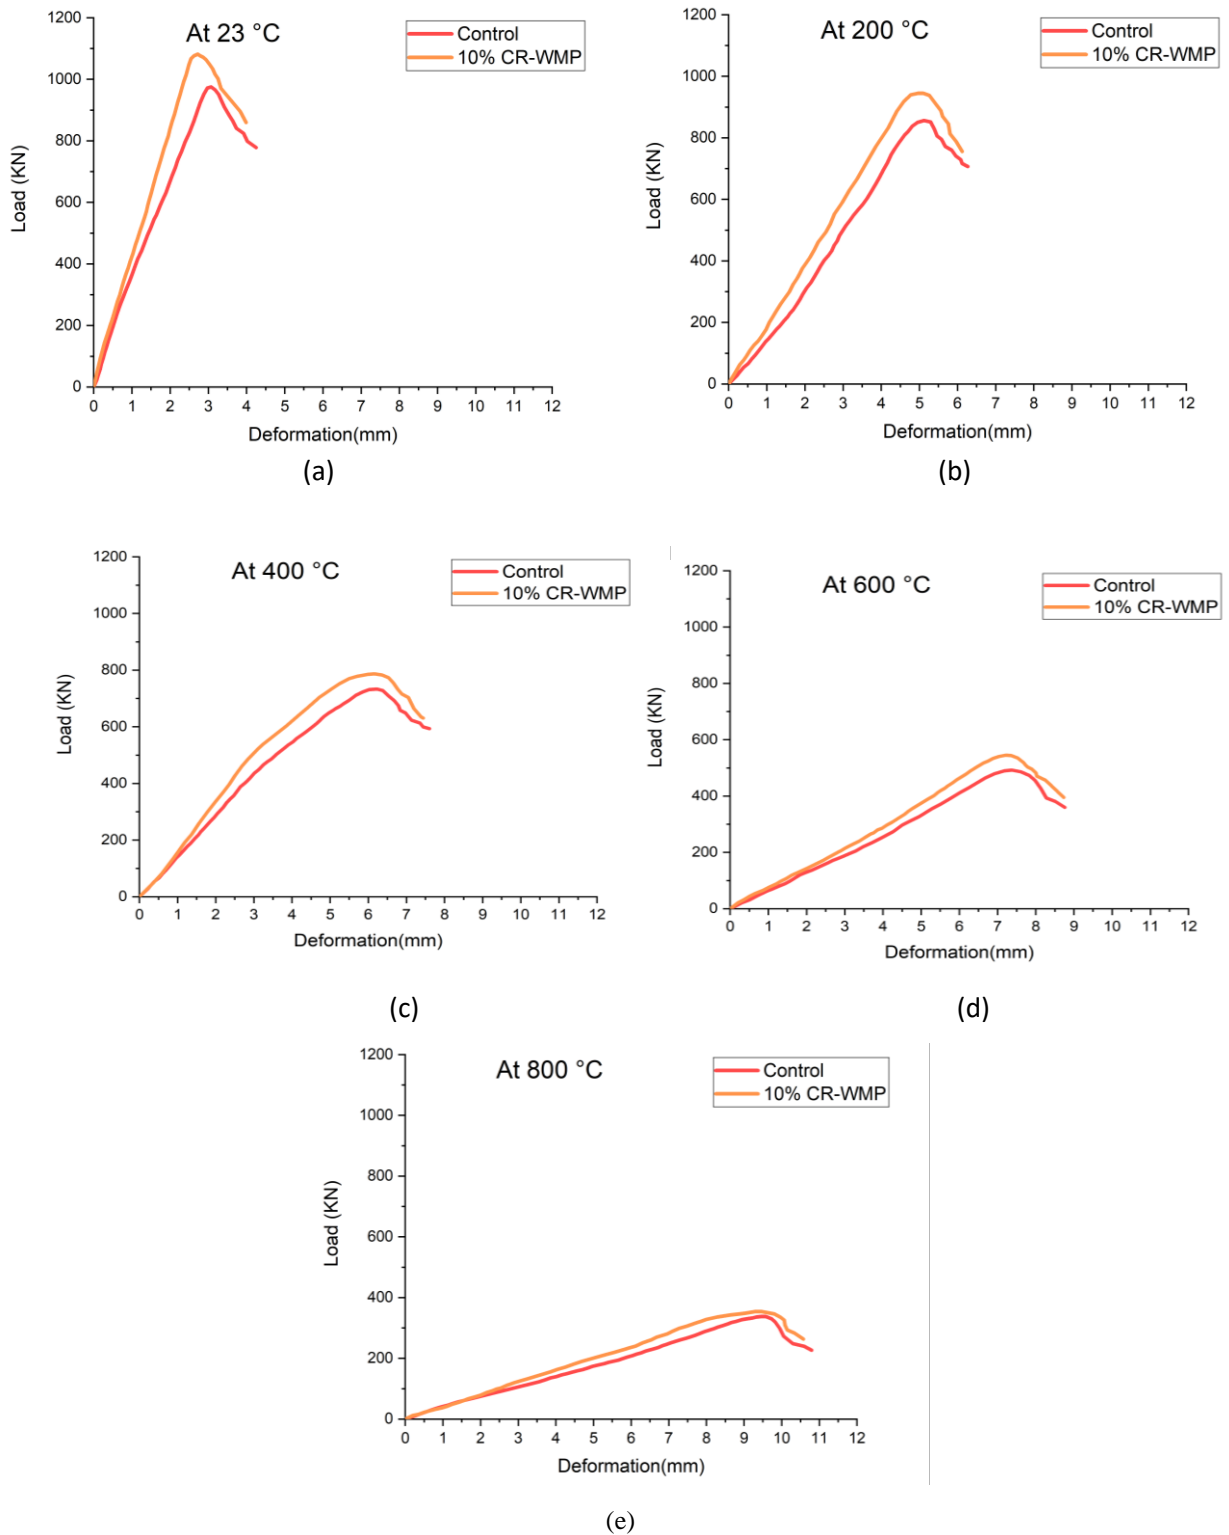 At 23 °C
Control
10% CR-WMP
1200
1000
800
600
400
200
0
Load (KN)
0 1 2 3 4 5 6 7 8 9 10 11 12
Deformation(mm)
(a)
At 200 °C
Control
10% CR-WMP
1200
1000
800
600
400
200
0
Load (KN)
0 1 2 3 4 5 6 7 8 9 10 11 12
Deformation(mm)
(b)
At 400 °C
Control
10% CR-WMP
1200
1000
800
600
400
200
0
Load (KN)
0 1 2 3 4 5 6 7 8 9 10 11 12
Deformation(mm)
(c)
At 600 °C
Control
10% CR-WMP
1200
1000
800
600
400
200
0
Load (KN)
0 1 2 3 4 5 6 7 8 9 10 11 12
Deformation(mm)
(d)
At 800 °C
Control
10% CR-WMP
1200
1000
800
600
400
200
0
Load (KN)
0 1 2 3 4 5 6 7 8 9 10 11 12
Deformation(mm)
(e)